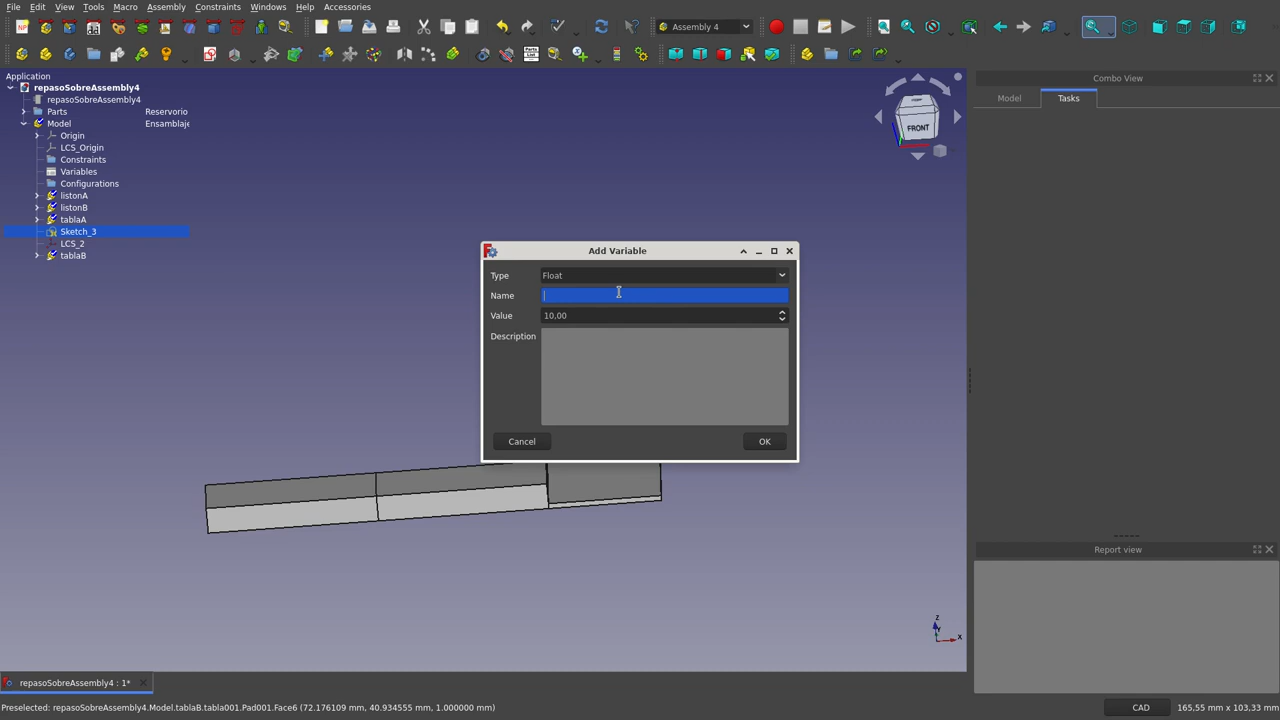 File Edit View Tools Macro Assembly Constraints Windows Help Accessories
Assembly 4
Application
repasoSobreAssembly4
repasoSobreAssembly4
Parts Reservorio
Model Ensamblaje
Origin
LCS_Origin
Constraints
Variables
Configurations
listonA
listonB
tablaA
Sketch_3
LCS_2
tablaB
FRONT
Add Variable
Type Float
Name
Value 10,00
Description
Cancel OK
Combo View
Model Tasks
Report view
Z
Y
X
repasoSobreAssembly4 : 1*
Preselected: repasoSobreAssembly4.Model.tablaB.tabla001.Pad001.Face6 (72.176109 mm, 40.934555 mm, 1.000000 mm)
CAD 165,55 mm x 103,33 mm